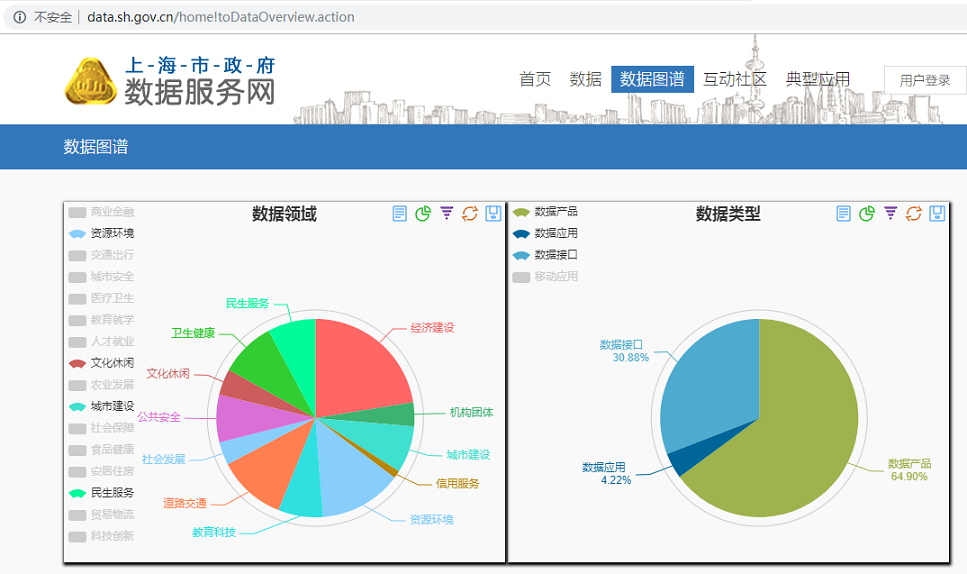 不安全 | data.sh.gov.cn/home!toDataOverview.action
上-海-市-政-府
数据服务网
首页 数据 数据图谱 互动社区 典型应用 用户登录
数据图谱
数据领域
商业金融
资源环境
交通出行
城市安全
医疗卫生
教育就学
人才就业
文化休闲
农业发展
城市建设
社会保障
食品健康
安居住房
民生服务
贸易物流
科技创新
民生服务
经济建设
卫生健康
文化休闲
机构团体
公共安全
城市建设
社会发展
信用服务
道路交通
资源环境
教育科技
数据类型
数据产品
数据应用
数据接口
移动应用
数据接口
30.88%
数据应用
4.22%
数据产品
64.90%